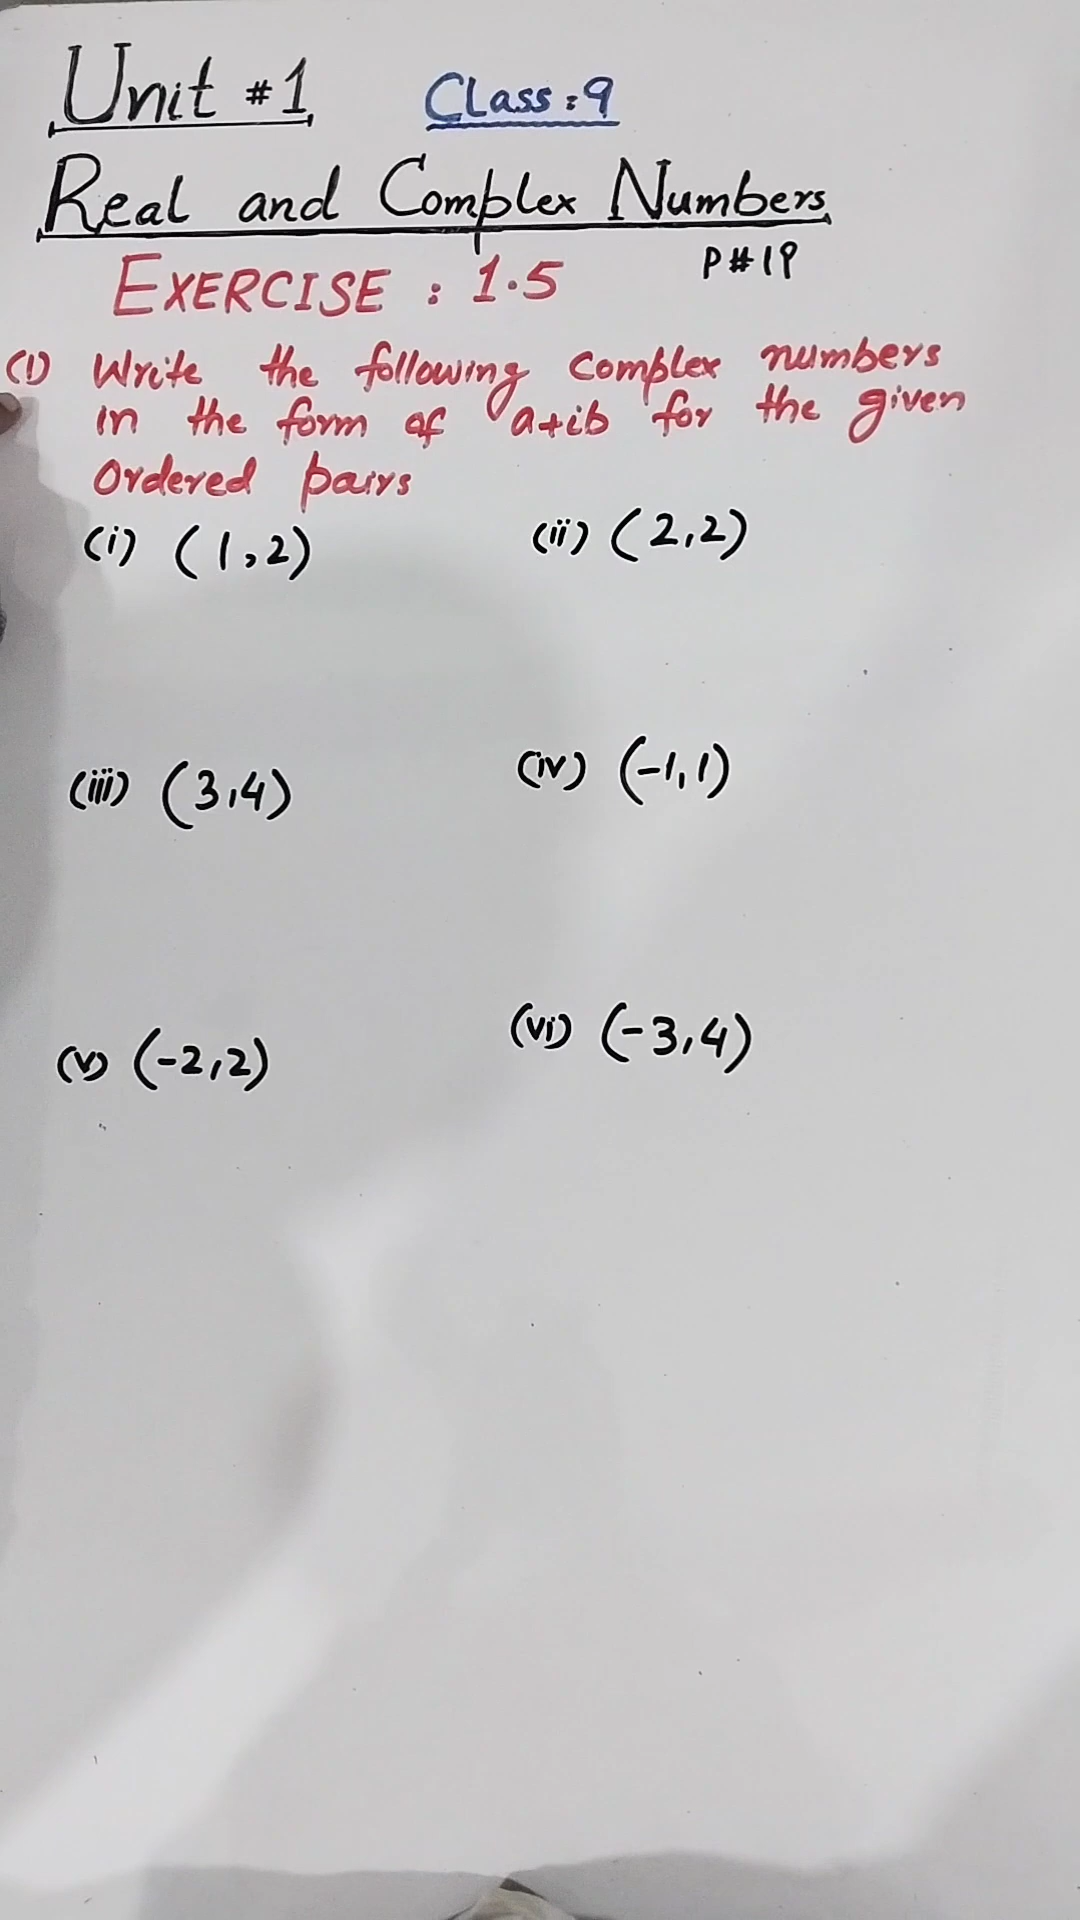 Unit #1 Class:9
Real and Complex Numbers
EXERCISE : 1.5 P#19
(1) Write the following Complex numbers
in the form of a+ib for the given
Ordered pairs
(i) (1,2) (ii) (2,2)
(iii) (3,4) (iv) (-1,1)
(v) (-2,2) (vi) (-3,4)